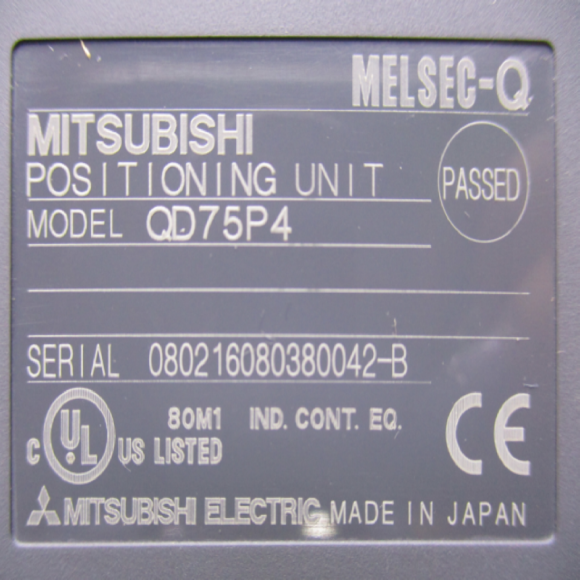 MELSEC-Q
MITSUBISHI
POSITIONING UNIT
PASSED
MODEL QD75P4
SERIAL 080216080380042-B
80M1 IND. CONT. EQ.
C UL US LISTED
CE
MITSUBISHI ELECTRIC MADE IN JAPAN